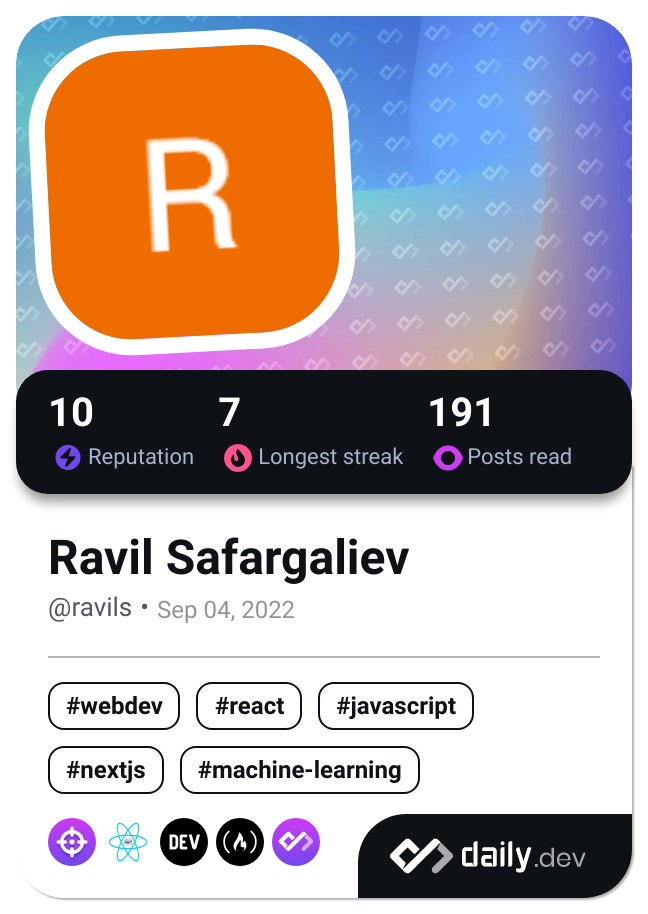 R
10 7 191
Reputation Longest streak Posts read
Ravil Safargaliev
@ravils • Sep 04, 2022
#webdev #react #javascript
#nextjs #machine-learning
DEV
daily.dev